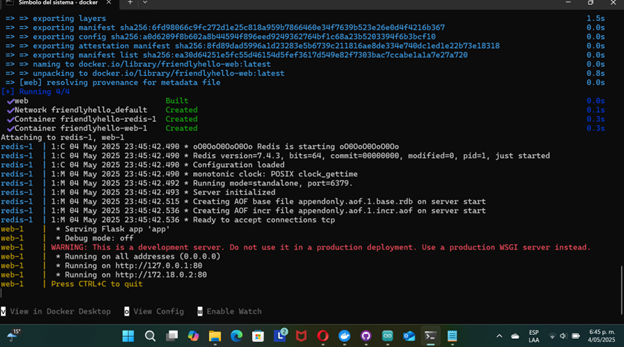 Símbolo del sistema - docker
=> => exporting layers 1.5s
=> => exporting manifest sha256:6fd98066c9fc272d1e25c818a959b7866460e34f7639b523e26e0d4f4216b367 0.0s
=> => exporting config sha256:a0d6209f8b602a8b44594f896eed9249362764bf1c68a23b5203394f6b3bcf10 0.0s
=> => exporting attestation manifest sha256:8fd89dad5996a1d23283e5b6739c211816ae8de334e740dc1ed1e22b73e18318 0.0s
=> => exporting manifest list sha256:ea30d64251e5fc23546194d5fef3617d549e82f7303bac7ccabe1a1a7e27a720 0.0s
=> => naming to docker.io/library/friendlyhello-web:latest 0.0s
=> => unpacking to docker.io/library/friendlyhello-web:latest 0.8s
=> [web] resolving provenance for metadata file 0.0s
[+] Running 4/4
✔web Built 0.0s
✔Network friendlyhello_default Created 0.1s
✔Container friendlyhello-redis-1 Created 0.3s
✔Container friendlyhello-web-1 Created 0.3s
Attaching to redis-1, web-1
redis-1 | 1:C 04 May 2025 23:45:42.490 * oO0OoO0OoO0Oo Redis is starting oO0OoO0OoO0Oo
redis-1 | 1:C 04 May 2025 23:45:42.490 * Redis version=7.4.3, bits=64, commit=00000000, modified=0, pid=1, just started
redis-1 | 1:C 04 May 2025 23:45:42.490 * Configuration loaded
redis-1 | 1:M 04 May 2025 23:45:42.490 * monotonic clock: POSIX clock_gettime
redis-1 | 1:M 04 May 2025 23:45:42.492 * Running mode=standalone, port=6379.
redis-1 | 1:M 04 May 2025 23:45:42.493 * Server initialized
redis-1 | 1:M 04 May 2025 23:45:42.515 * Creating AOF base file appendonly.aof.1.base.rdb on server start
redis-1 | 1:M 04 May 2025 23:45:42.536 * Creating AOF incr file appendonly.aof.1.incr.aof on server start
redis-1 | 1:M 04 May 2025 23:45:42.536 * Ready to accept connections tcp
web-1 | * Serving Flask app 'app'
web-1 | * Debug mode: off
web-1 | WARNING: This is a development server. Do not use it in a production deployment. Use a production WSGI server instead.
web-1 | * Running on all addresses (0.0.0.0)
web-1 | * Running on http://127.0.0.1:80
web-1 | * Running on http://172.18.0.2:80
web-1 | Press CTRL+C to quit
v View in Docker Desktop o View Config w Enable Watch
15°
2
ESP
LAA
6:45 p. m.
4/05/2025